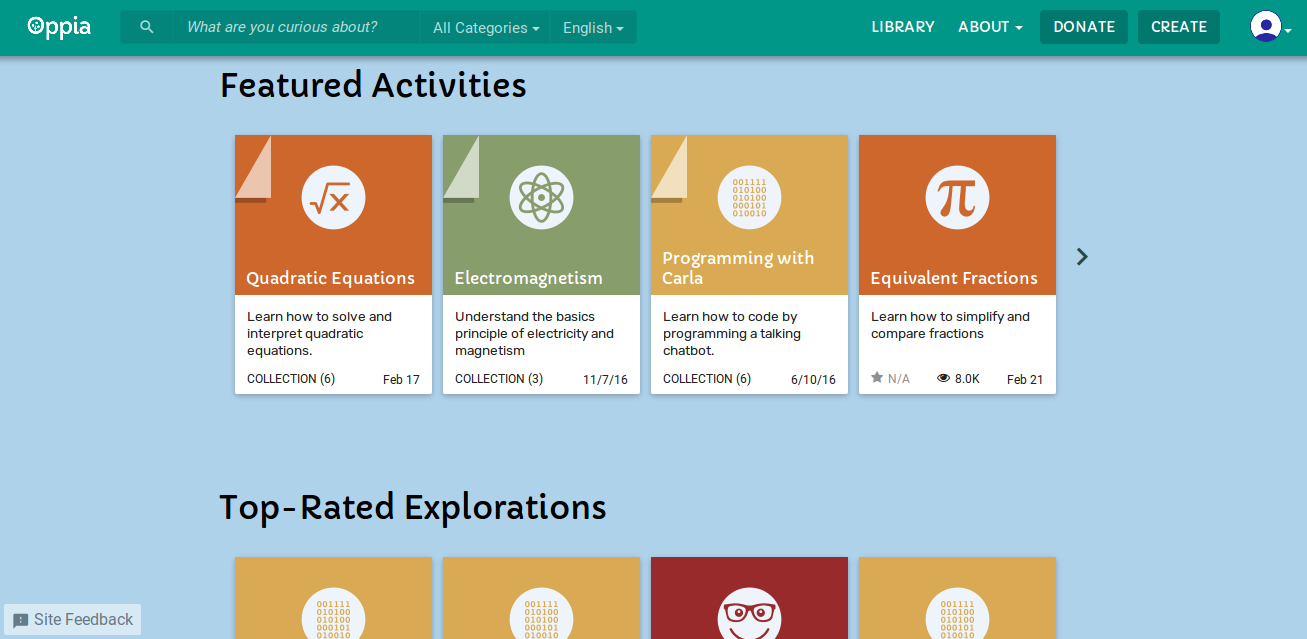 Oppia
What are you curious about?
All Categories
English
LIBRARY
ABOUT
DONATE
CREATE
Featured Activities
Quadratic Equations
Learn how to solve and
interpret quadratic
equations.
COLLECTION (6)
Feb 17
Electromagnetism
Understand the basics
principle of electricity and
magnetism
COLLECTION (3)
11/7/16
001111
010100
010100
000101
010010
Programming with
Carla
Learn how to code by
programming a talking
chatbot.
COLLECTION (6)
6/10/16
π
Equivalent Fractions
Learn how to simplify and
compare fractions
N/A
8.0K
Feb 21
Top-Rated Explorations
001111
010100
010100
000101
010010
001111
010100
010100
000101
010010
001111
010100
010100
000101
010010
Site Feedback